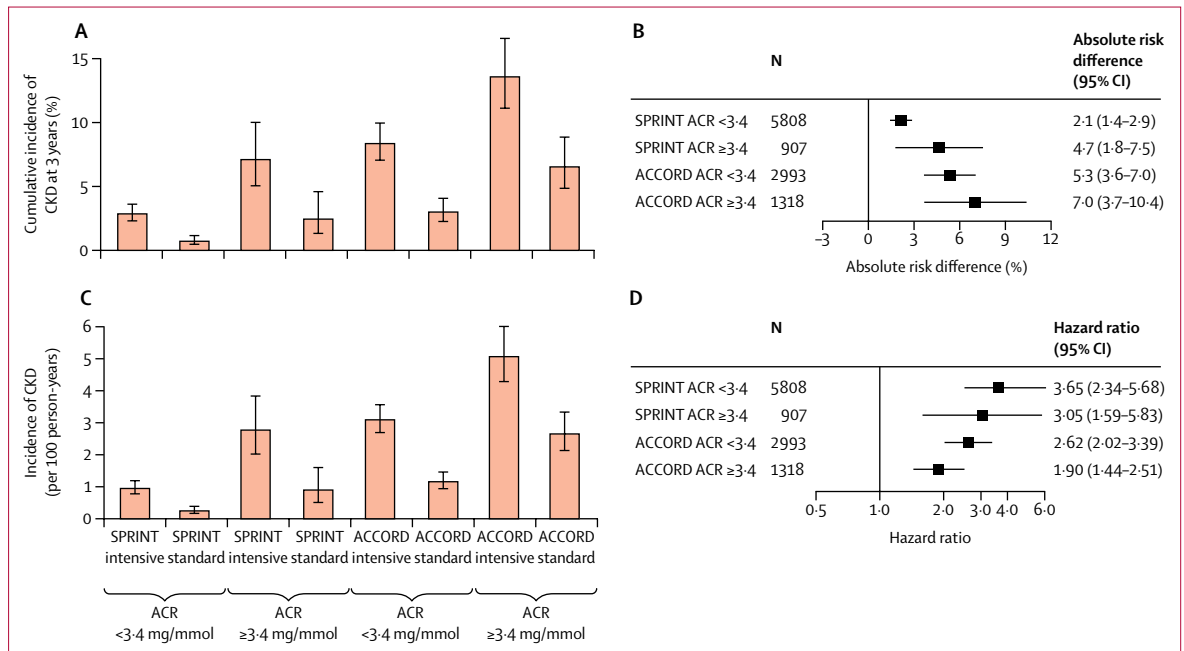 A
Cumulative incidence of
CKD at 3 years (%)
15
10
5
0
B
N
Absolute risk
difference
(95% CI)
SPRINT ACR <3·4 5808 2·1 (1·4–2·9)
SPRINT ACR ≥3·4 907 4·7 (1·8–7·5)
ACCORD ACR <3·4 2993 5·3 (3·6–7·0)
ACCORD ACR ≥3·4 1318 7·0 (3·7–10·4)
–3 0 3 6 9 12
Absolute risk difference (%)
C
Incidence of CKD
(per 100 person-years)
6
5
4
3
2
1
0
SPRINT SPRINT SPRINT SPRINT ACCORD ACCORD ACCORD ACCORD
intensive standard intensive standard intensive standard intensive standard
ACR ACR ACR ACR
<3·4 mg/mmol ≥3·4 mg/mmol <3·4 mg/mmol ≥3·4 mg/mmol
D
N
Hazard ratio
(95% CI)
SPRINT ACR <3·4 5808 3·65 (2·34–5·68)
SPRINT ACR ≥3·4 907 3·05 (1·59–5·83)
ACCORD ACR <3·4 2993 2·62 (2·02–3·39)
ACCORD ACR ≥3·4 1318 1·90 (1·44–2·51)
0·5 1·0 2·0 3·0 4·0 6·0
Hazard ratio